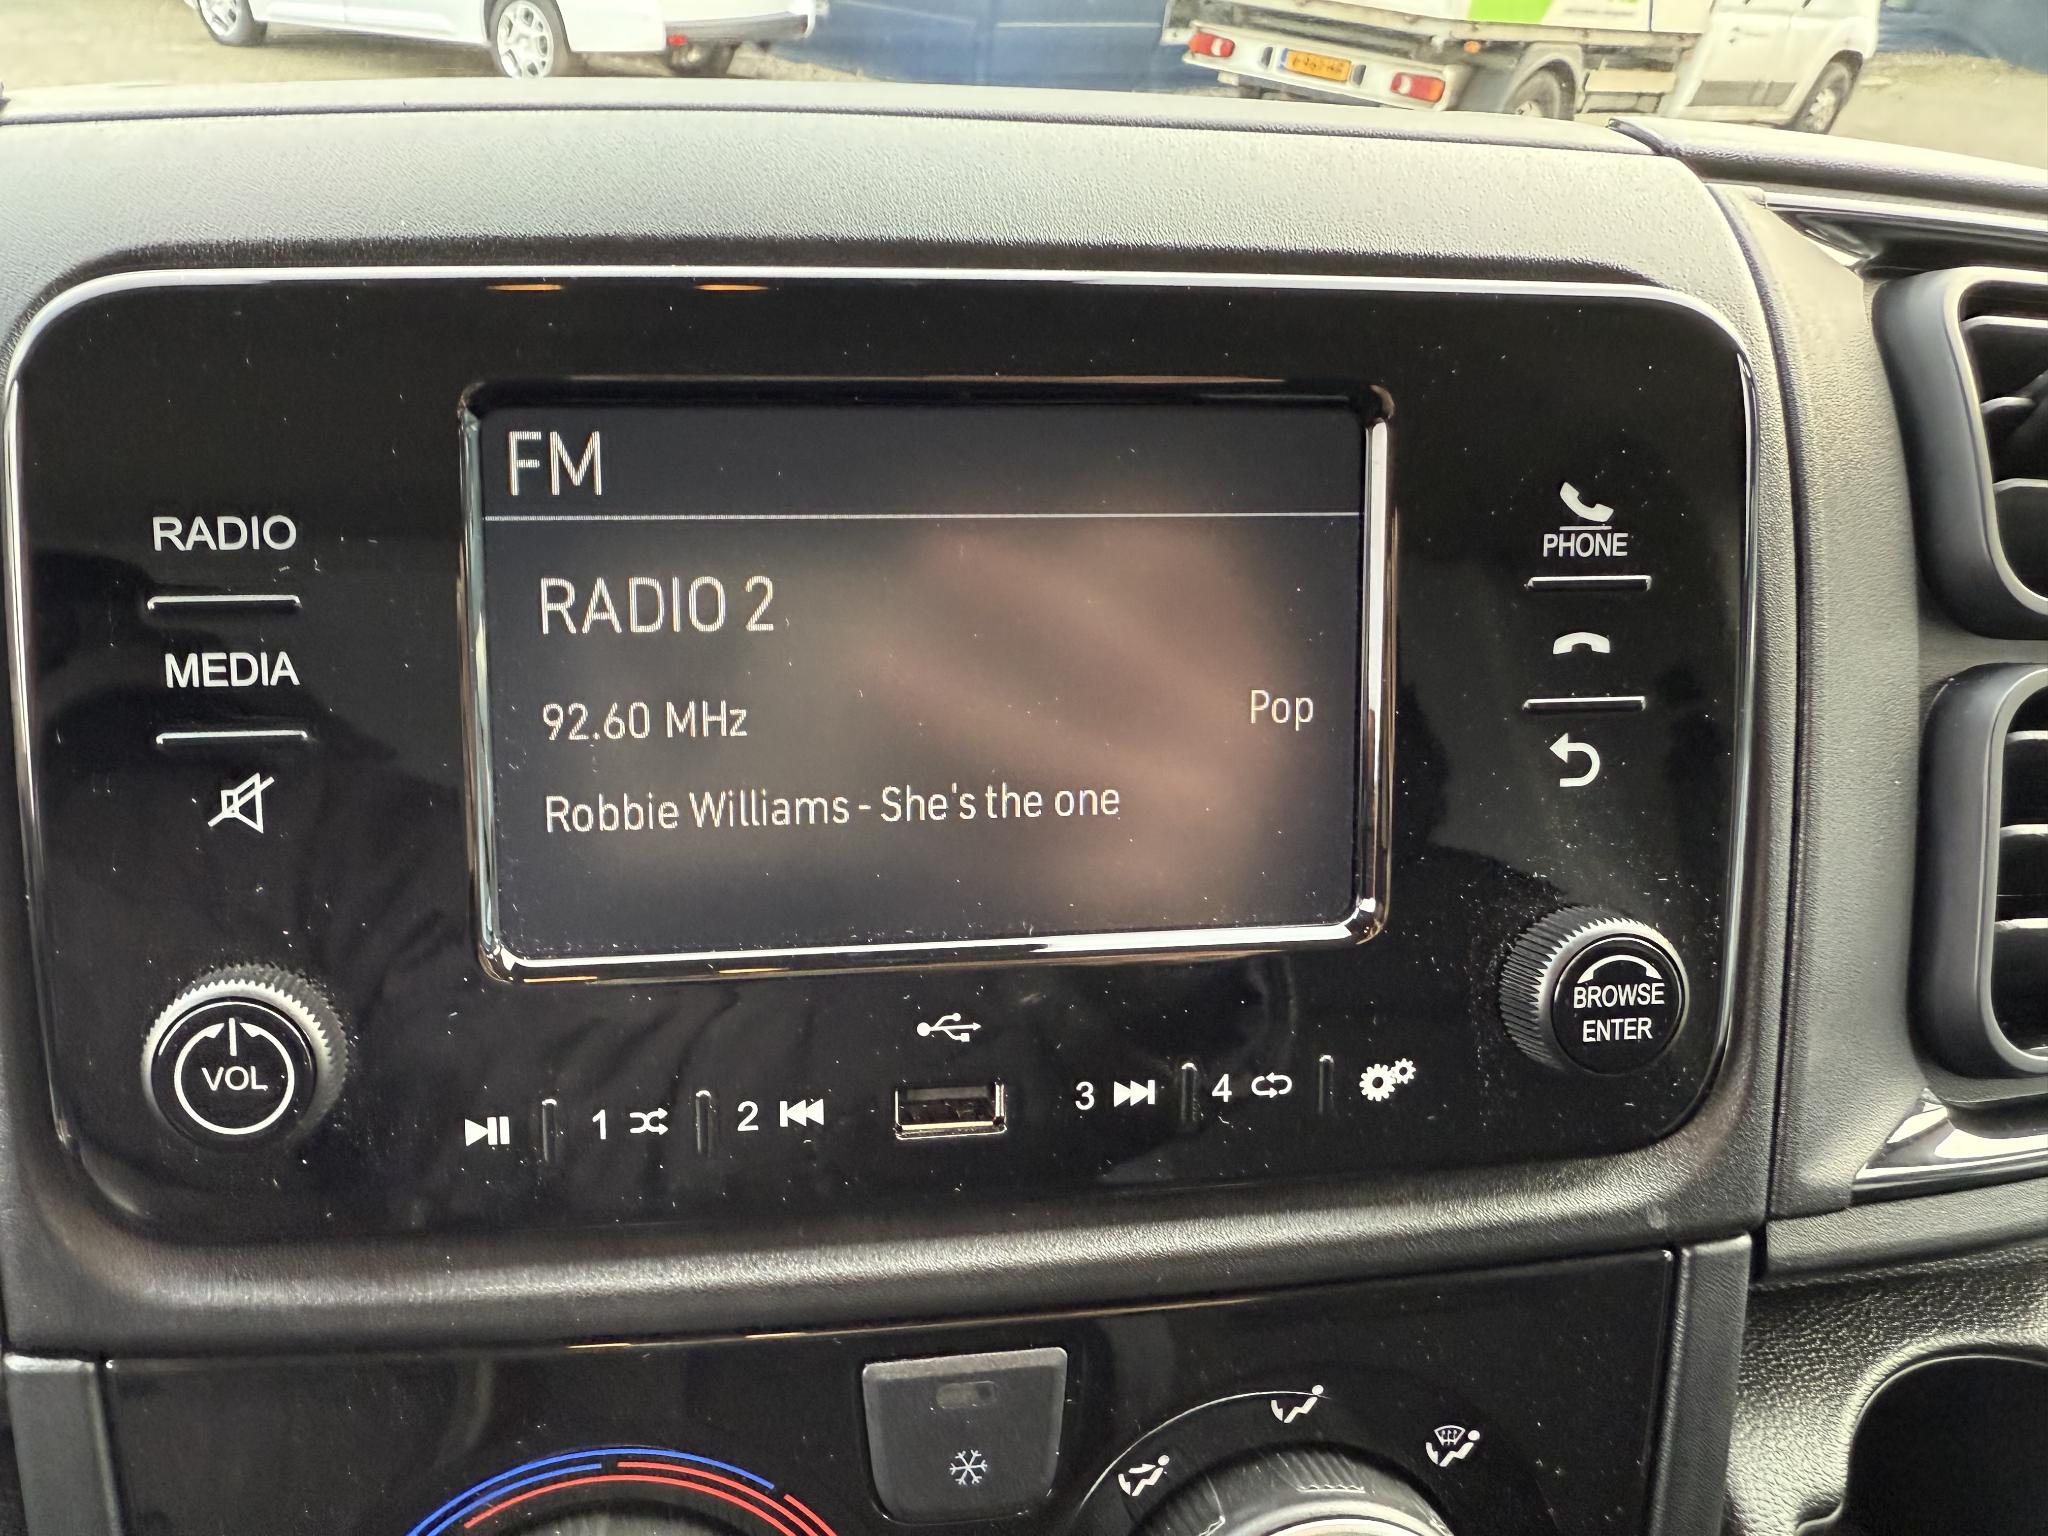 FM
RADIO 2
92.60 MHz
Pop
Robbie Williams - She's the one
RADIO
MEDIA
VOL
PHONE
BROWSE
ENTER
1
2
3
4